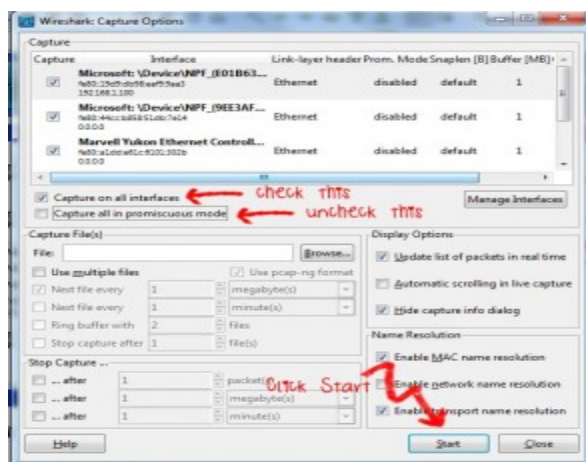 Wireshark: Capture Options
Capture
Capture Interface Link-layer header Prom. Mode Snaplen [B] Buffer [MB]
Microsoft: \Device\NPF_{E01B63...
192.168.1.100
Ethernet disabled default 1
Microsoft: \Device\NPF_{9EE3AF...
0.0.0.0
Ethernet disabled default 1
Marvell Yukon Ethernet Controll...
0.0.0.0
Ethernet disabled default 1
Capture on all interfaces check this
Manage Interfaces
Capture all in promiscuous mode uncheck this
Capture File(s)
File: Browse...
Use multiple files Use pcap-ng format
Next file every 1 megabyte(s)
Next file every 1 minute(s)
Ring buffer with 2 files
Stop capture after 1 file(s)
Display Options
Update list of packets in real time
Automatic scrolling in live capture
Hide capture info dialog
Name Resolution
Enable MAC name resolution
Enable network name resolution
Enable transport name resolution
Stop Capture ...
... after 1
... after 1 megabyte(s)
... after 1 minute(s)
Click Start
Help Start Close